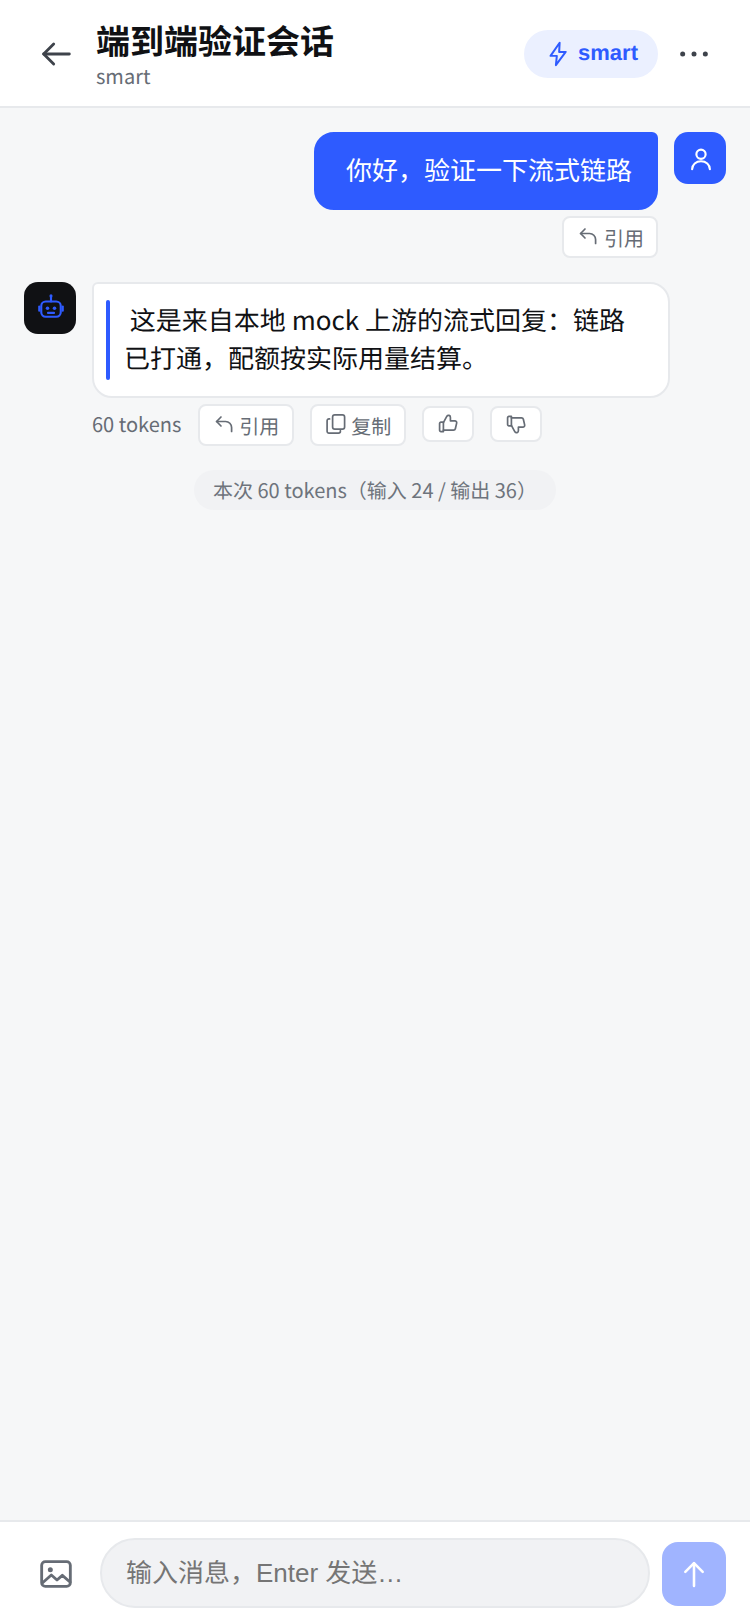 端到端验证会话
smart
smart
你好，验证一下流式链路
引用
这是来自本地 mock 上游的流式回复：链路
已打通，配额按实际用量结算。
60 tokens 引用 复制
本次 60 tokens（输入 24 / 输出 36）
输入消息，Enter 发送…